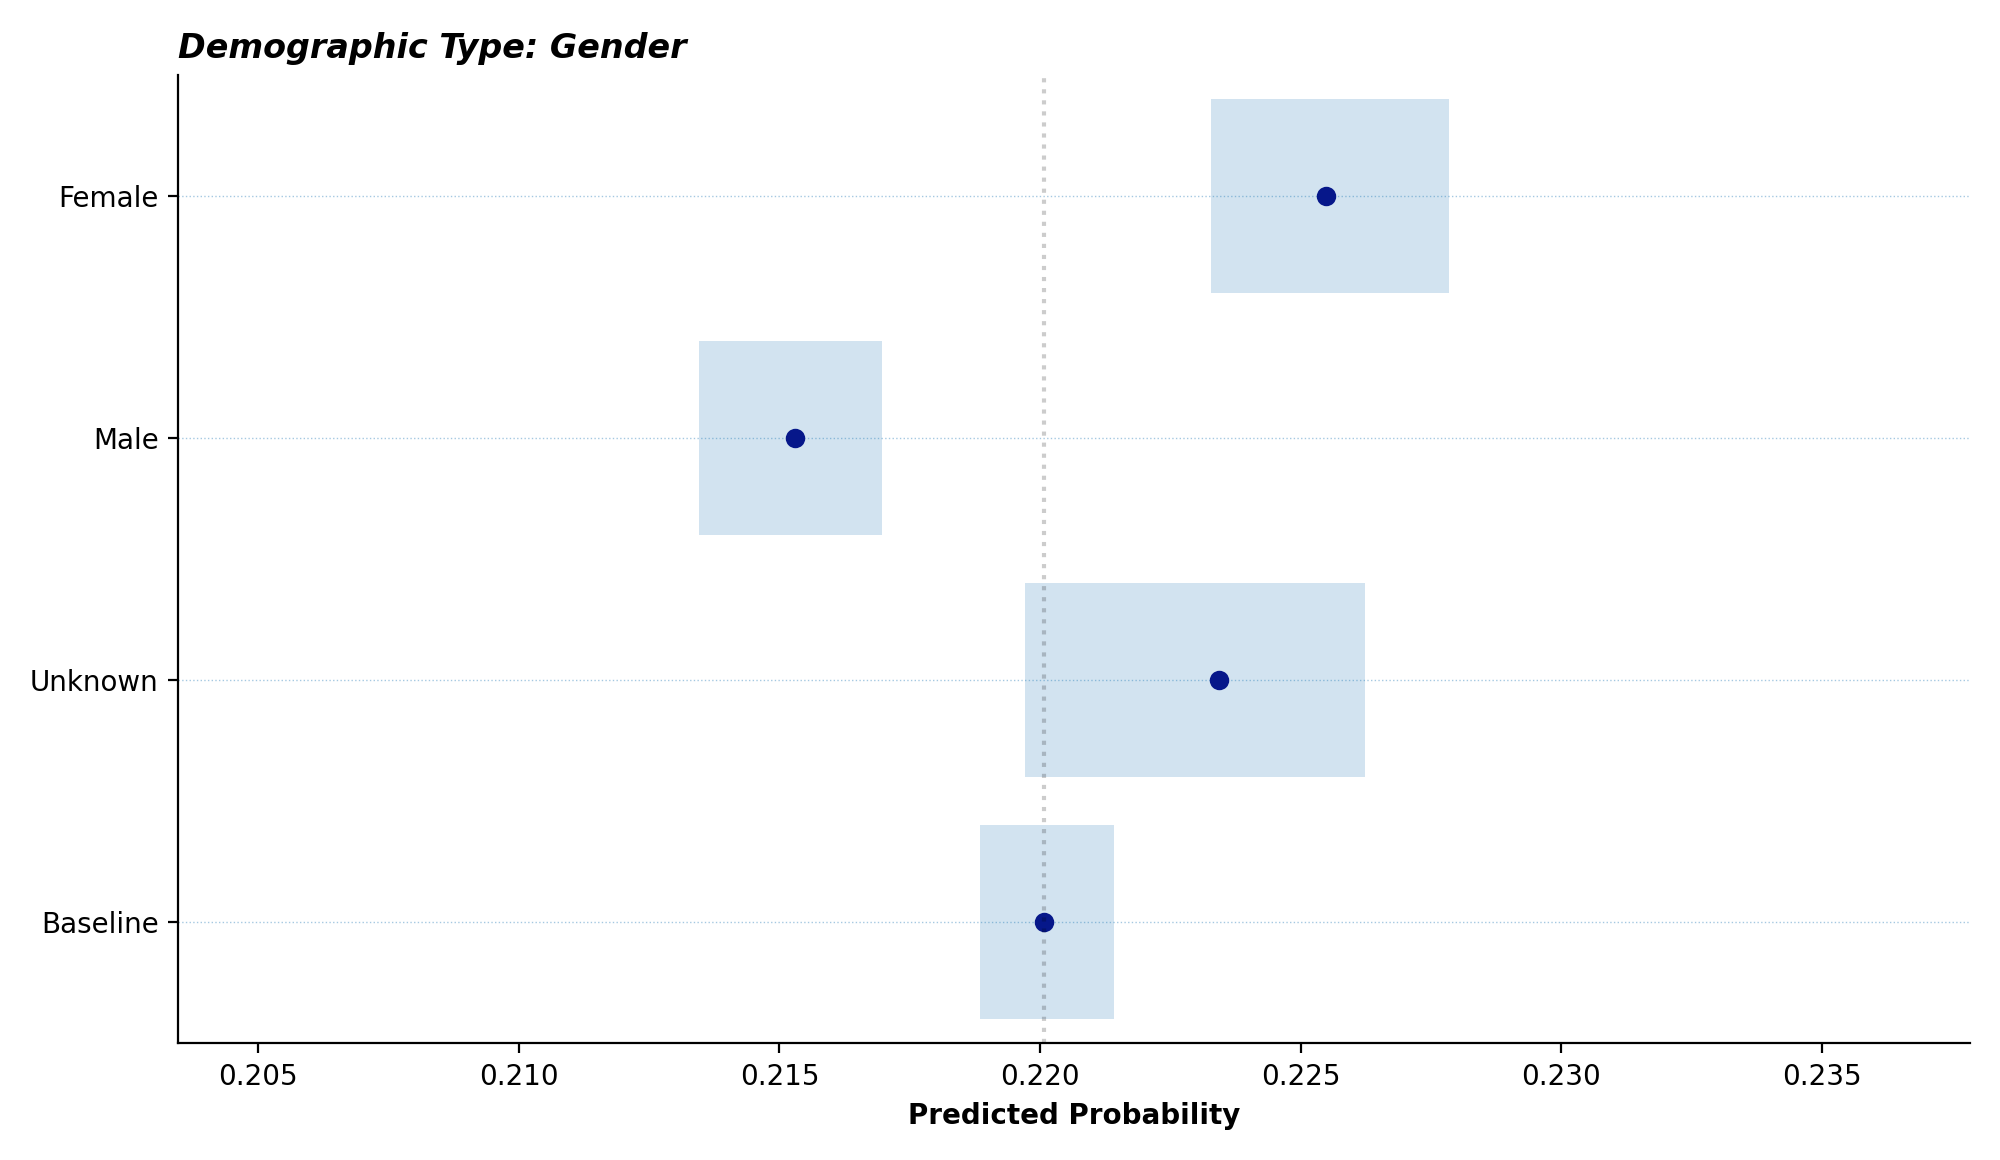 Demographic Type: Gender
Female
Male
Unknown
Baseline
0.205 0.210 0.215 0.220 0.225 0.230 0.235
Predicted Probability